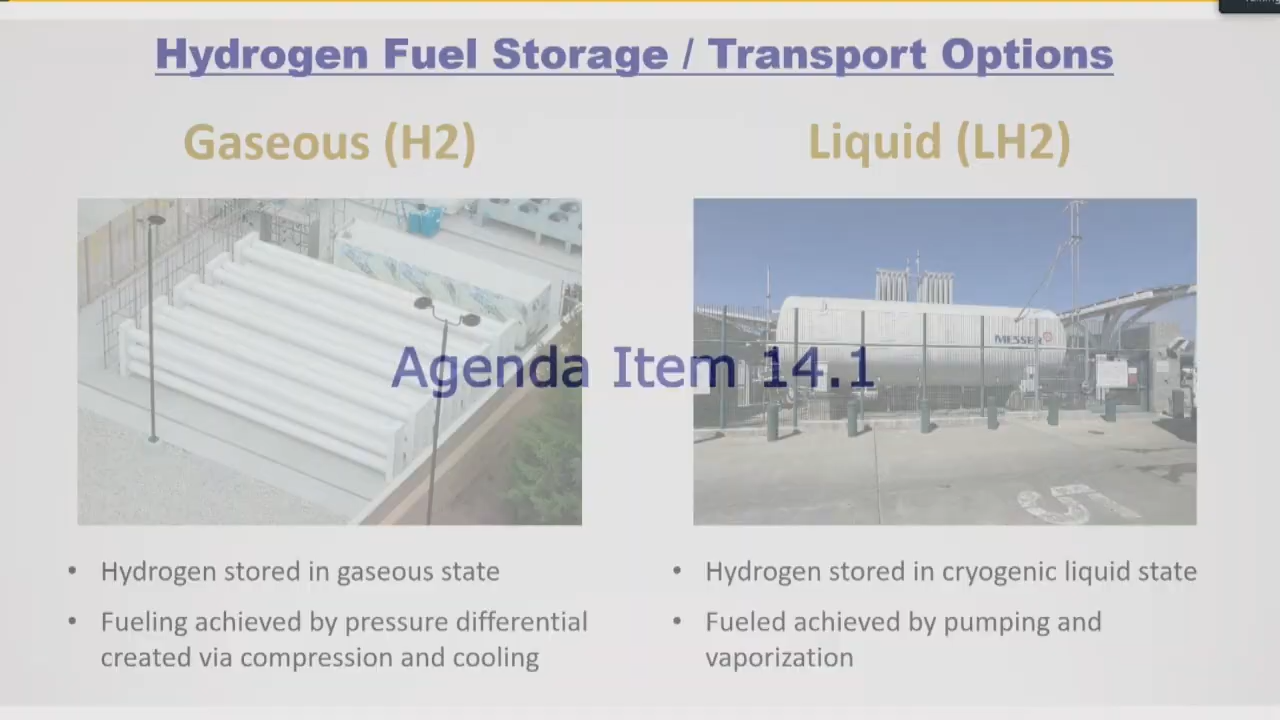 Hydrogen Fuel Storage / Transport Options
Gaseous (H2)
Liquid (LH2)
MESSER
Agenda Item 14.1
5
• Hydrogen stored in gaseous state
• Fueling achieved by pressure differential
created via compression and cooling
• Hydrogen stored in cryogenic liquid state
• Fueled achieved by pumping and
vaporization